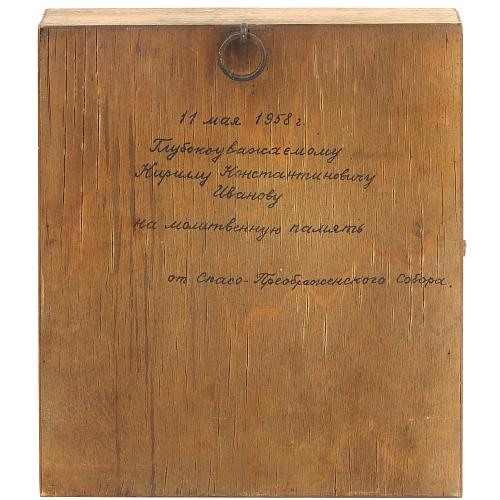 11 мая 1958 г.
Глубокоуважаемому
Кириллу Константиновичу
Иванову
на молитвенную память
от Спасо-Преображенского Собора.